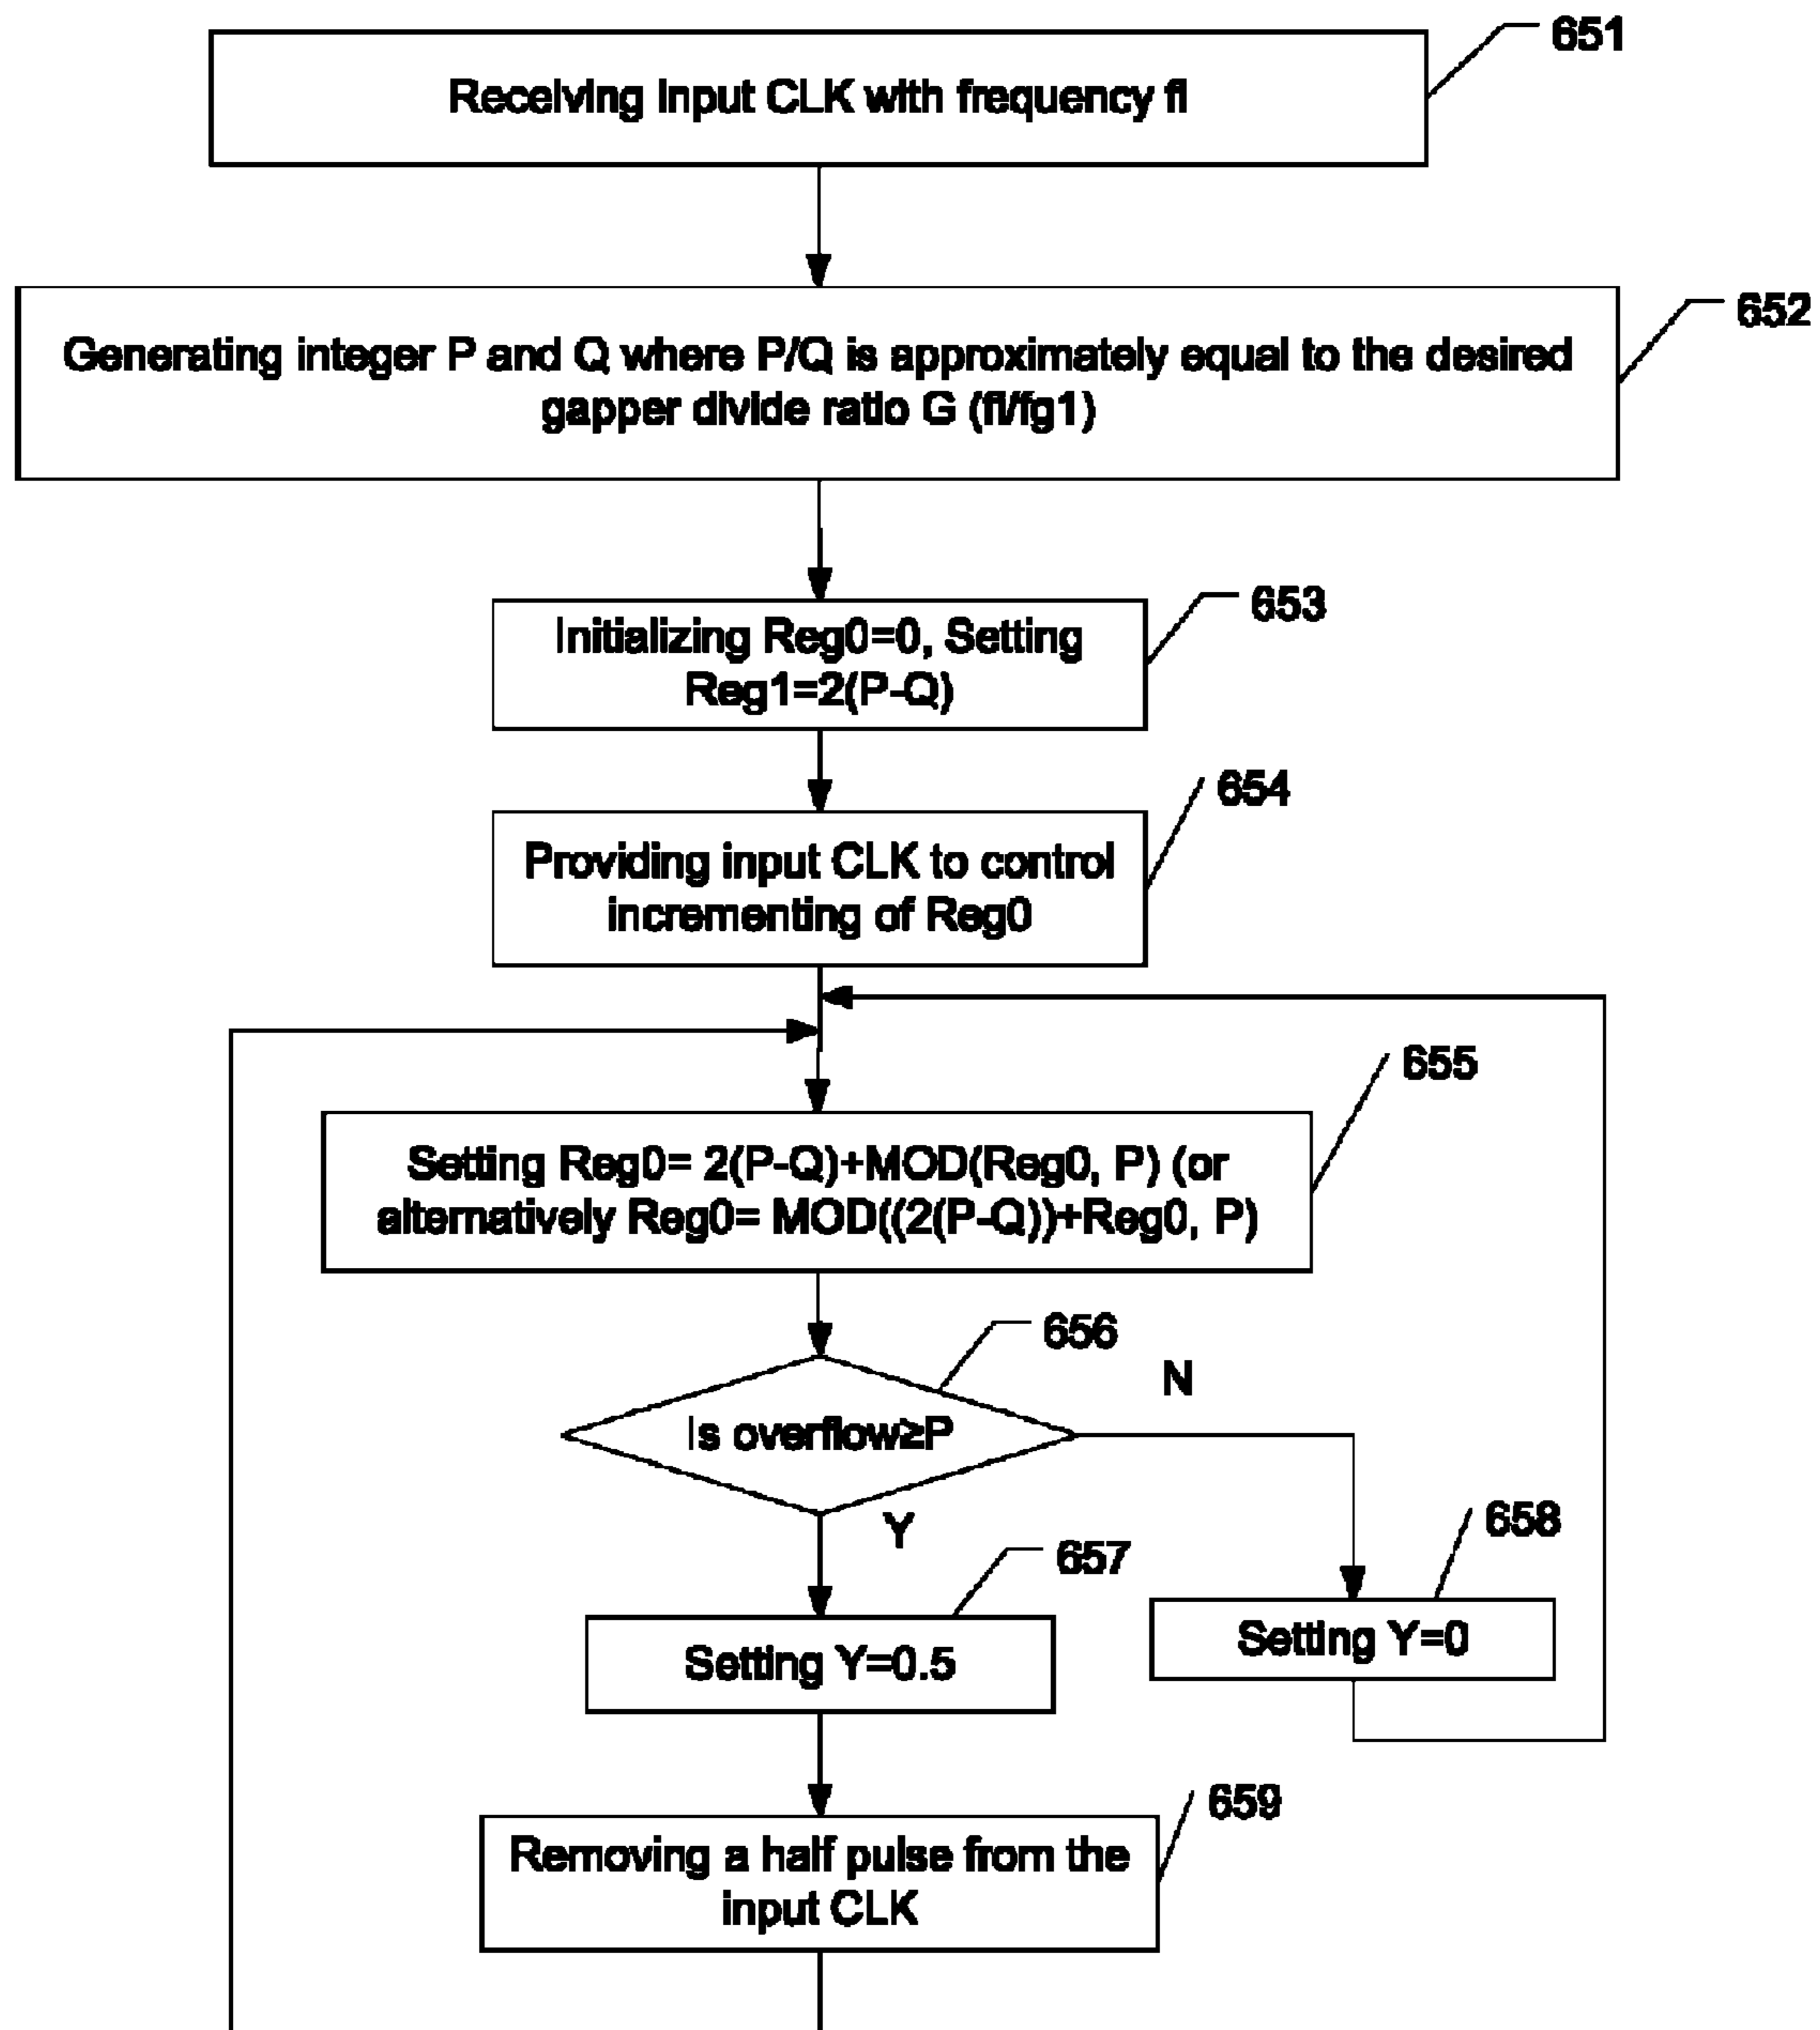 651
Receiving input CLK with frequency fi
652
Generating integer P and Q where P/Q is approximately equal to the desired
gapper divide ratio G (fi/fg1)
653
Initializing Reg0=0, Setting
Reg1=2(P-Q)
654
Providing input CLK to control
incrementing of Reg0
655
Setting Reg0= 2(P-Q)+MOD(Reg0, P) (or
alternatively Reg0= MOD((2(P-Q))+Reg0, P)
656
N
Is overflow≥P
Y
657
658
Setting Y=0.5
Setting Y=0
659
Removing a half pulse from the
input CLK